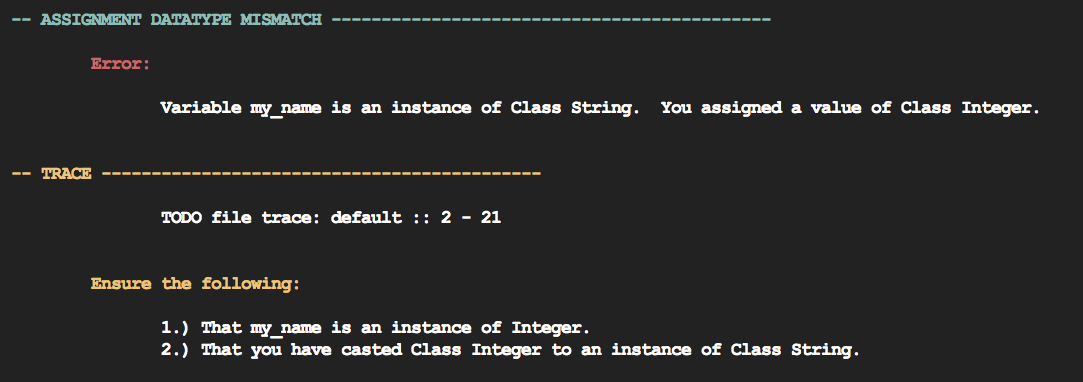 -- ASSIGNMENT DATATYPE MISMATCH --------------------------------------------
Error:
Variable my_name is an instance of Class String.  You assigned a value of Class Integer.
-- TRACE --------------------------------------------
TODO file trace: default :: 2 - 21
Ensure the following:
1.) That my_name is an instance of Integer.
2.) That you have casted Class Integer to an instance of Class String.